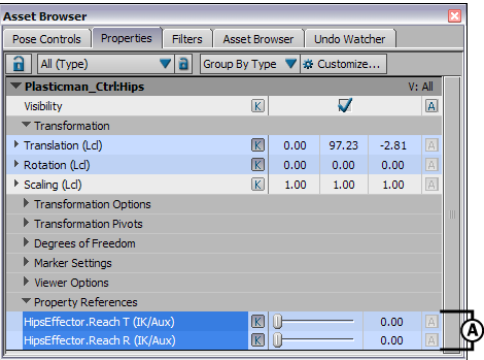 Asset Browser
Pose Controls Properties Filters Asset Browser Undo Watcher
All (Type) a Group By Type Customize...
Plasticman_Ctrl:Hips V: All
Visibility K A
Transformation
Translation (Lcl) K 0.00 97.23 -2.81 A
Rotation (Lcl) K 0.00 0.00 0.00 A
Scaling (Lcl) K 1.00 1.00 1.00 A
Transformation Options
Transformation Pivots
Degrees of Freedom
Marker Settings
Viewer Options
Property References
HipsEffector.Reach T (IK/Aux) K 0.00 A
HipsEffector.Reach R (IK/Aux) K 0.00 A
A